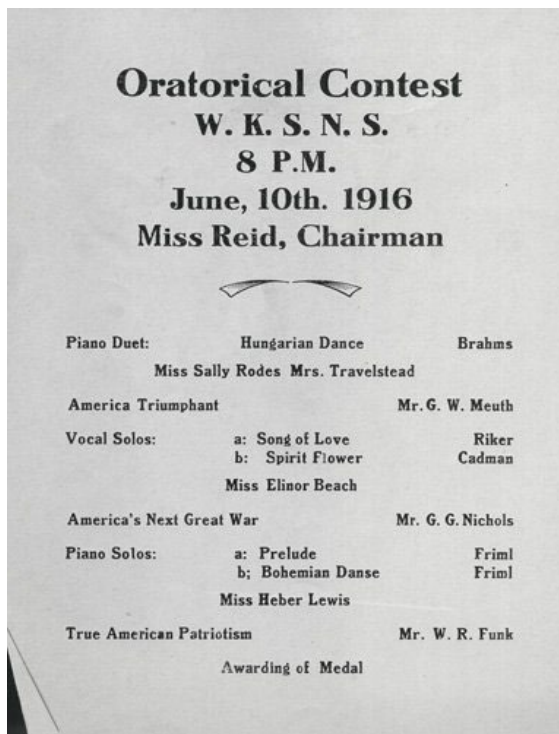 Oratorical Contest
W. K. S. N. S.
8 P.M.
June, 10th. 1916
Miss Reid, Chairman
Piano Duet: Hungarian Dance Brahms
Miss Sally Rodes Mrs. Travelstead
America Triumphant Mr. G. W. Meuth
Vocal Solos: a: Song of Love Riker
b: Spirit Flower Cadman
Miss Elinor Beach
America's Next Great War Mr. G. G. Nichols
Piano Solos: a: Prelude Friml
b; Bohemian Danse Friml
Miss Heber Lewis
True American Patriotism Mr. W. R. Funk
Awarding of Medal